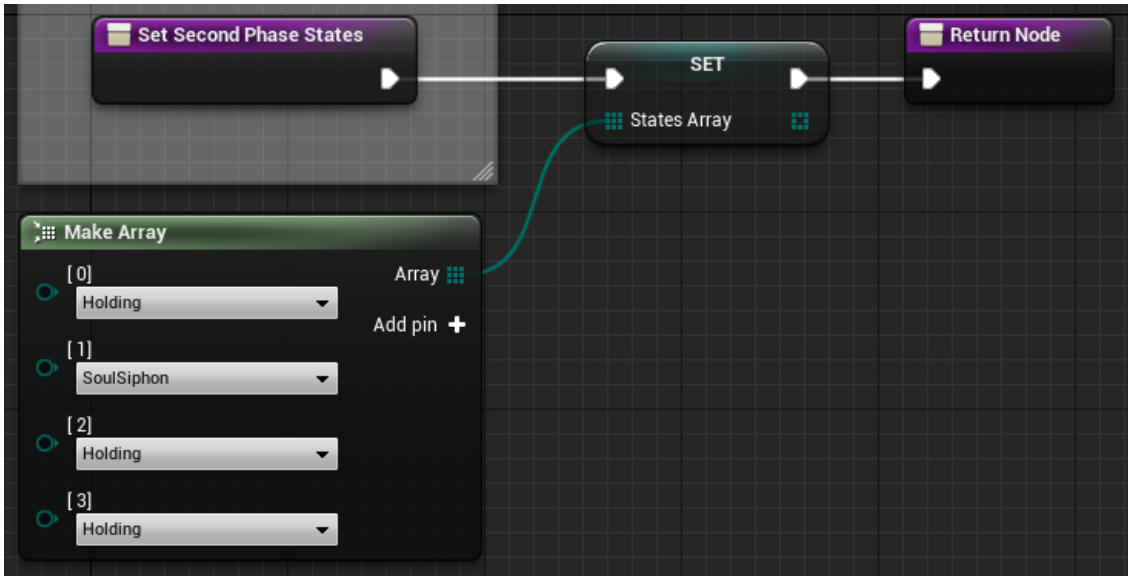 Set Second Phase States
SET
States Array
Return Node
Make Array
[0]
Holding
Array
Add pin
[1]
SoulSiphon
[2]
Holding
[3]
Holding